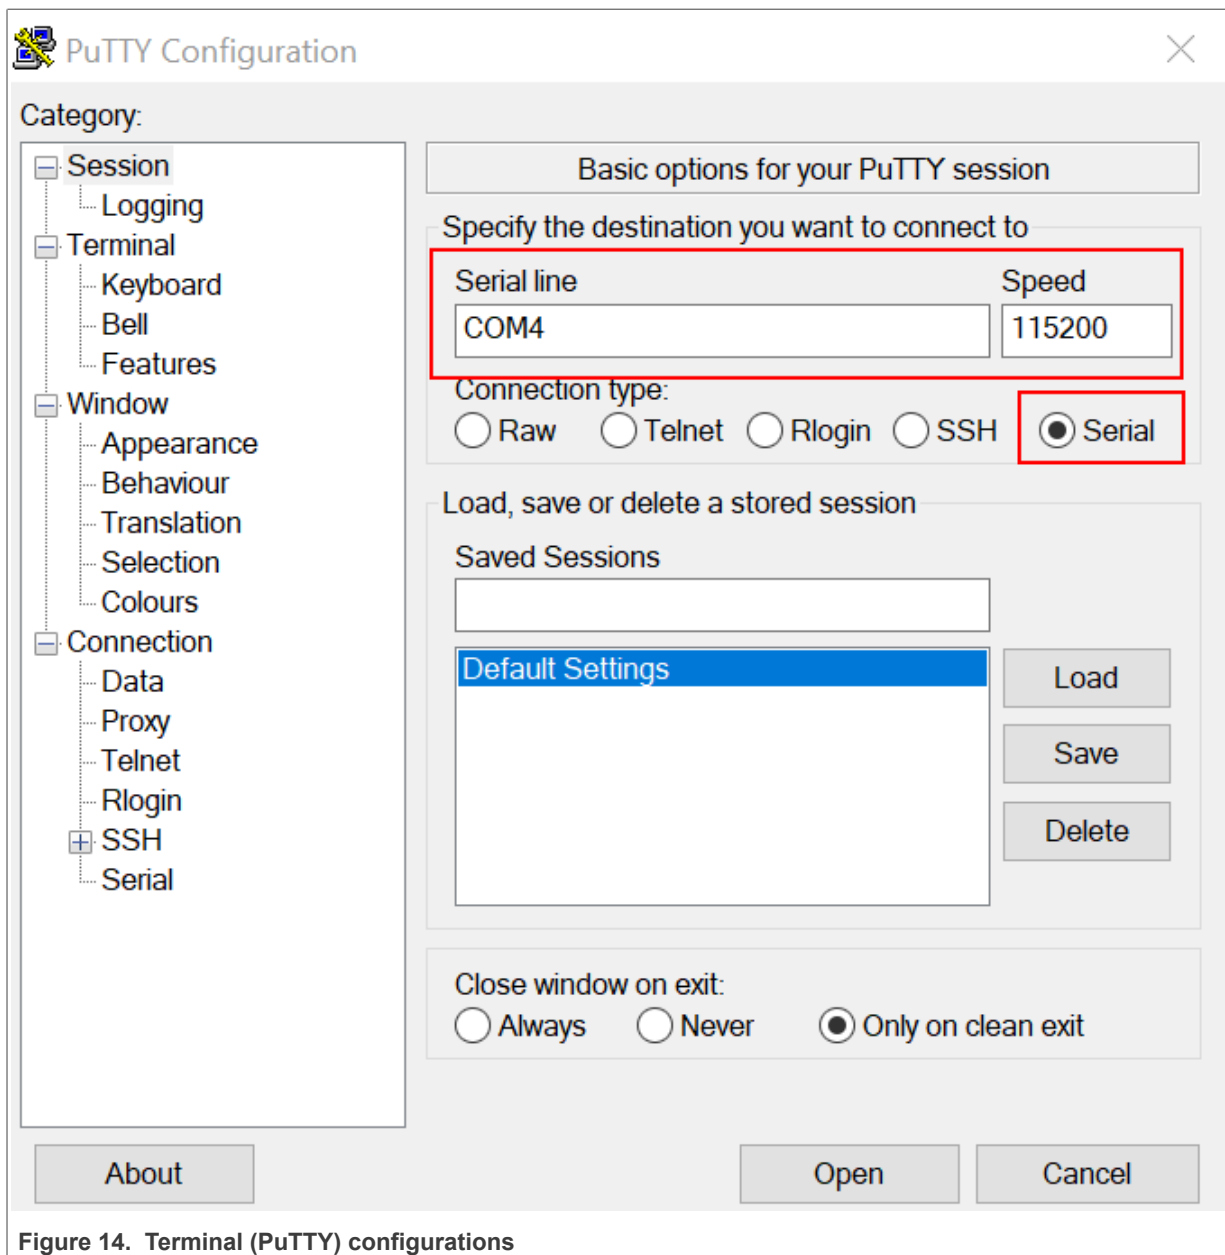 PuTTY Configuration
Category:
Session
Logging
Terminal
Keyboard
Bell
Features
Window
Appearance
Behaviour
Translation
Selection
Colours
Connection
Data
Proxy
Telnet
Rlogin
SSH
Serial
Basic options for your PuTTY session
Specify the destination you want to connect to
Serial line Speed
COM4 115200
Connection type:
Raw Telnet Rlogin SSH Serial
Load, save or delete a stored session
Saved Sessions
Default Settings
Load
Save
Delete
Close window on exit:
Always Never Only on clean exit
About Open Cancel
Figure 14. Terminal (PuTTY) configurations